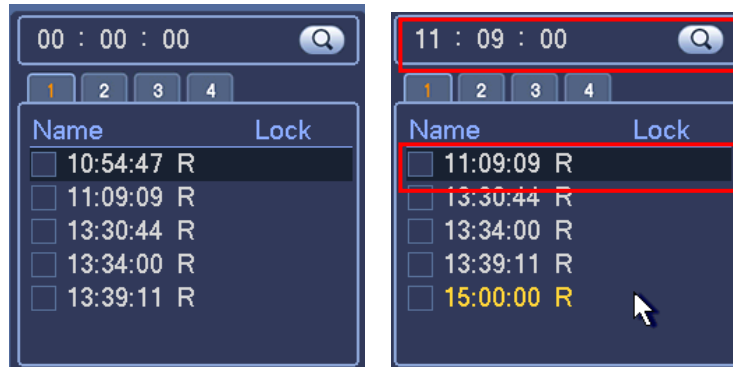 00 : 00 : 00
1 2 3 4
Name Lock
10:54:47 R
11:09:09 R
13:30:44 R
13:34:00 R
13:39:11 R
11 : 09 : 00
1 2 3 4
Name Lock
11:09:09 R
13:30:44 R
13:34:00 R
13:39:11 R
15:00:00 R